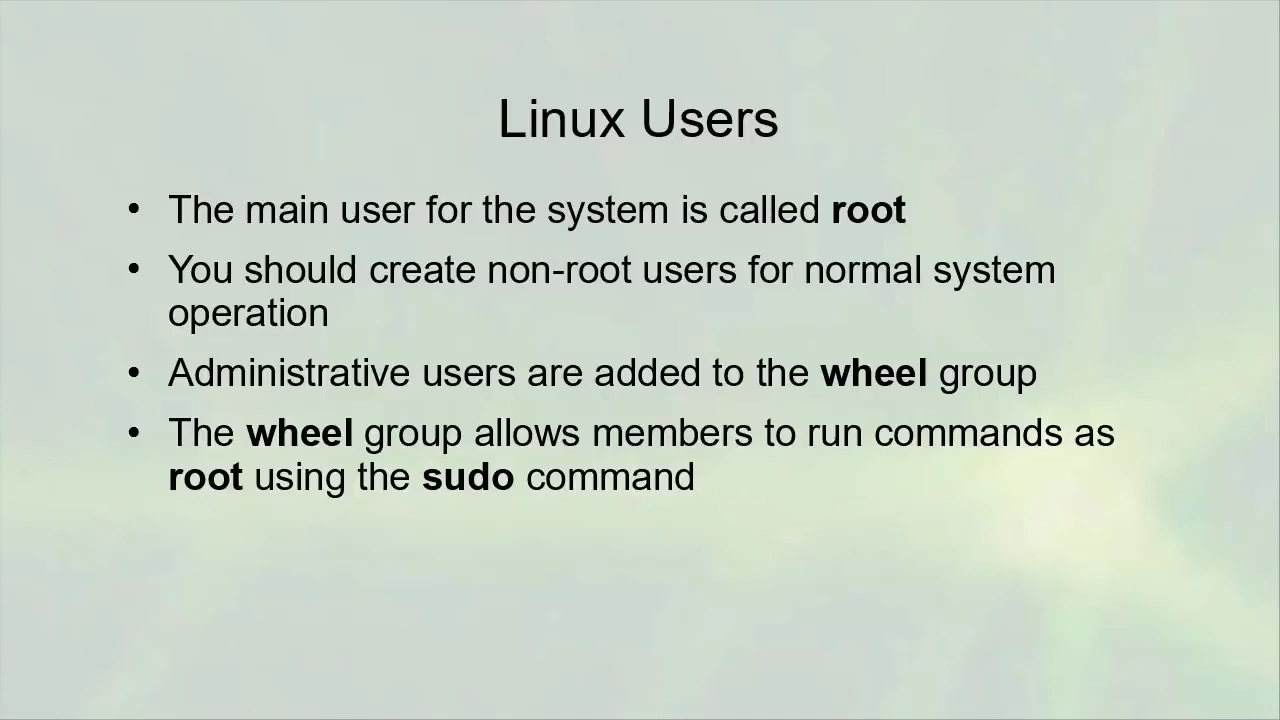 Linux Users
• The main user for the system is called root
• You should create non-root users for normal system
operation
• Administrative users are added to the wheel group
• The wheel group allows members to run commands as
root using the sudo command